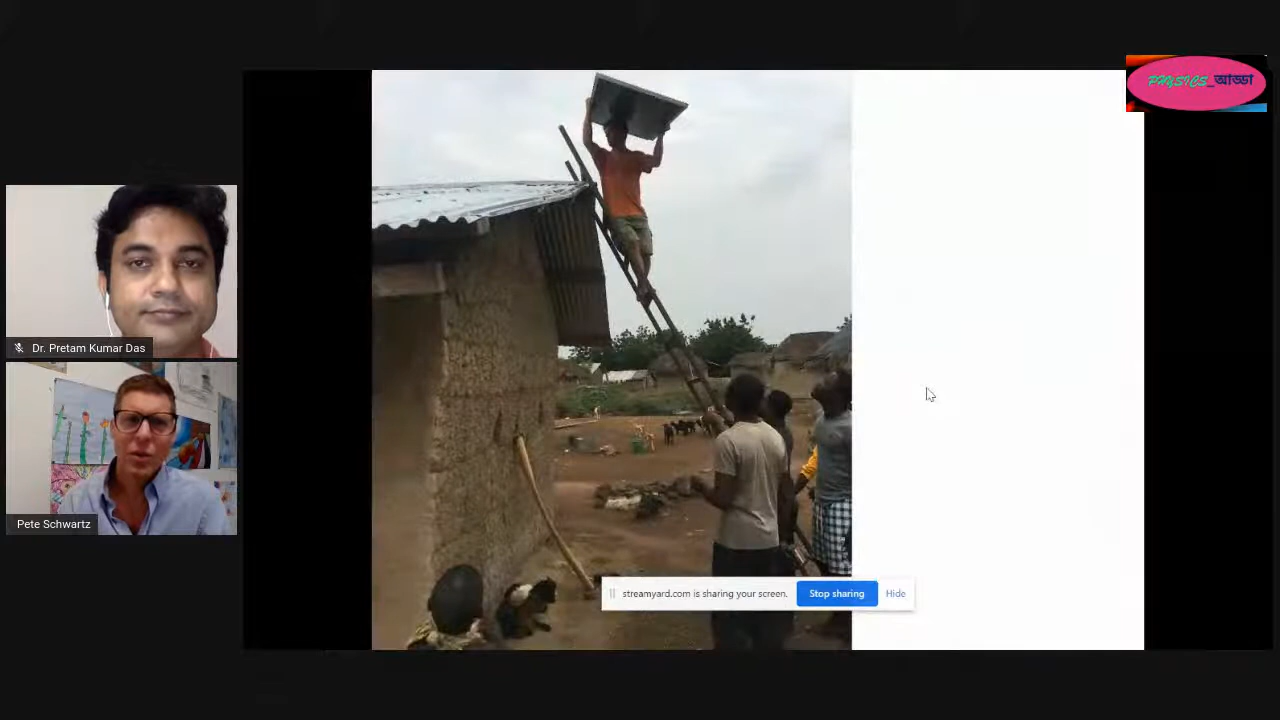 PHYSICS_আড্ডা
Dr. Pretam Kumar Das
Pete Schwartz
streamyard.com is sharing your screen.
Stop sharing
Hide